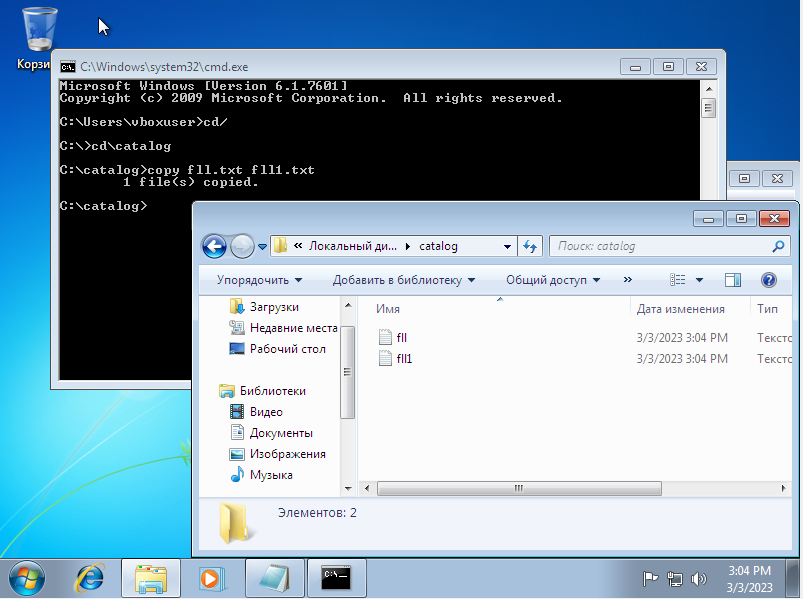 Корзи
C:\Windows\system32\cmd.exe
Microsoft Windows [Version 6.1.7601]
Copyright (c) 2009 Microsoft Corporation.  All rights reserved.
C:\Users\vboxuser>cd/
C:\>cd\catalog
C:\catalog>copy fll.txt fll1.txt
        1 file(s) copied.
C:\catalog>
« Локальный ди... ▸ catalog
Поиск: catalog
Упорядочить
Добавить в библиотеку
Общий доступ
»
Загрузки
Недавние места
Рабочий стол
Библиотеки
Видео
Документы
Изображения
Музыка
Имя Дата изменения Тип
fll 3/3/2023 3:04 PM Тексто
fll1 3/3/2023 3:04 PM Тексто
Элементов: 2
3:04 PM
3/3/2023